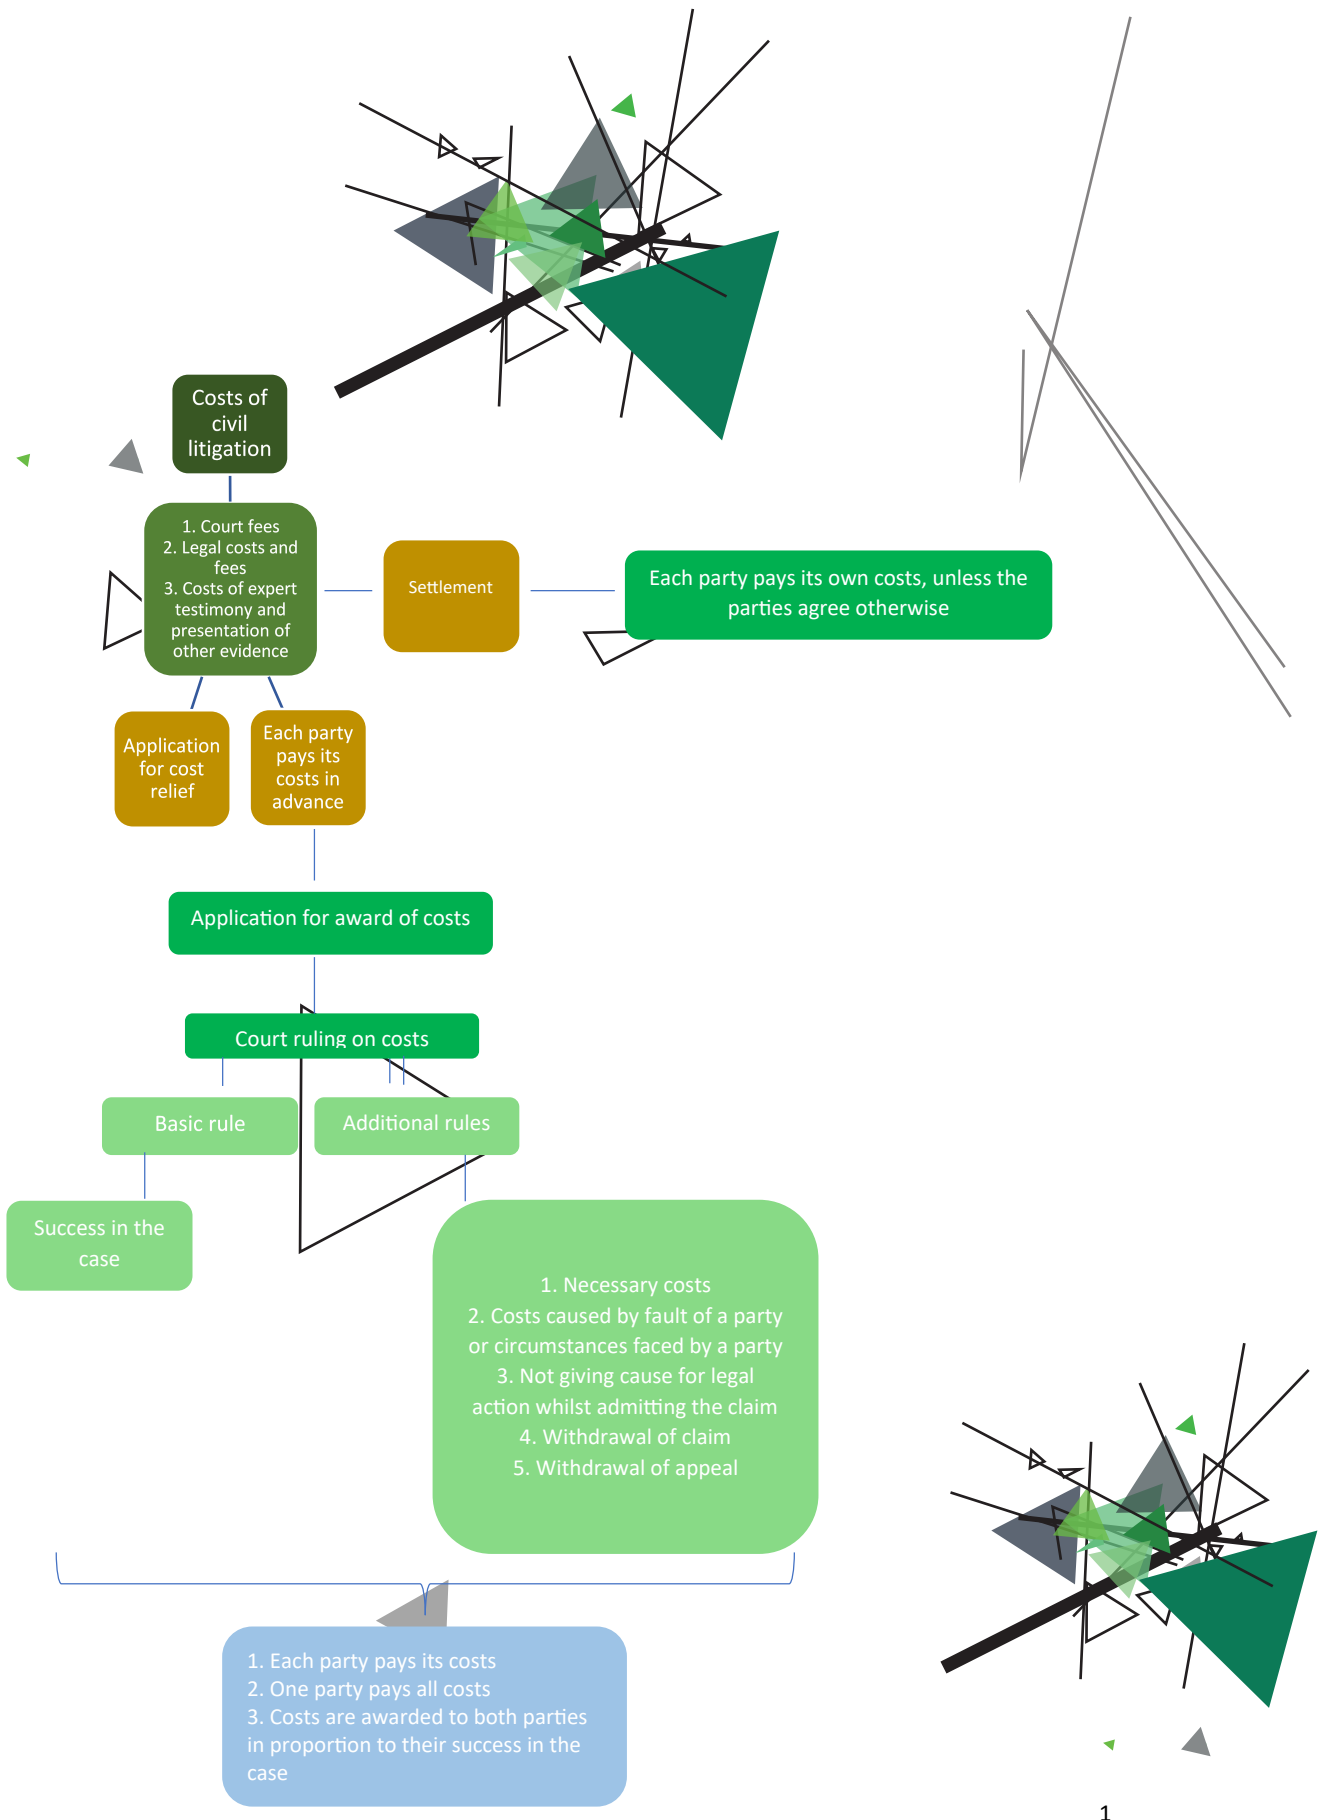 Costs of
civil
litigation
1. Court fees
2. Legal costs and
fees
3. Costs of expert
testimony and
presentation of
other evidence
Settlement
Each party pays its own costs, unless the
parties agree otherwise
Application
for cost
relief
Each party
pays its
costs in
advance
Application for award of costs
Court ruling on costs
Basic rule
Additional rules
Success in the
case
1. Necessary costs
2. Costs caused by fault of a party
or circumstances faced by a party
3. Not giving cause for legal
action whilst admitting the claim
4. Withdrawal of claim
5. Withdrawal of appeal
1. Each party pays its costs
2. One party pays all costs
3. Costs are awarded to both parties
in proportion to their success in the
case
1